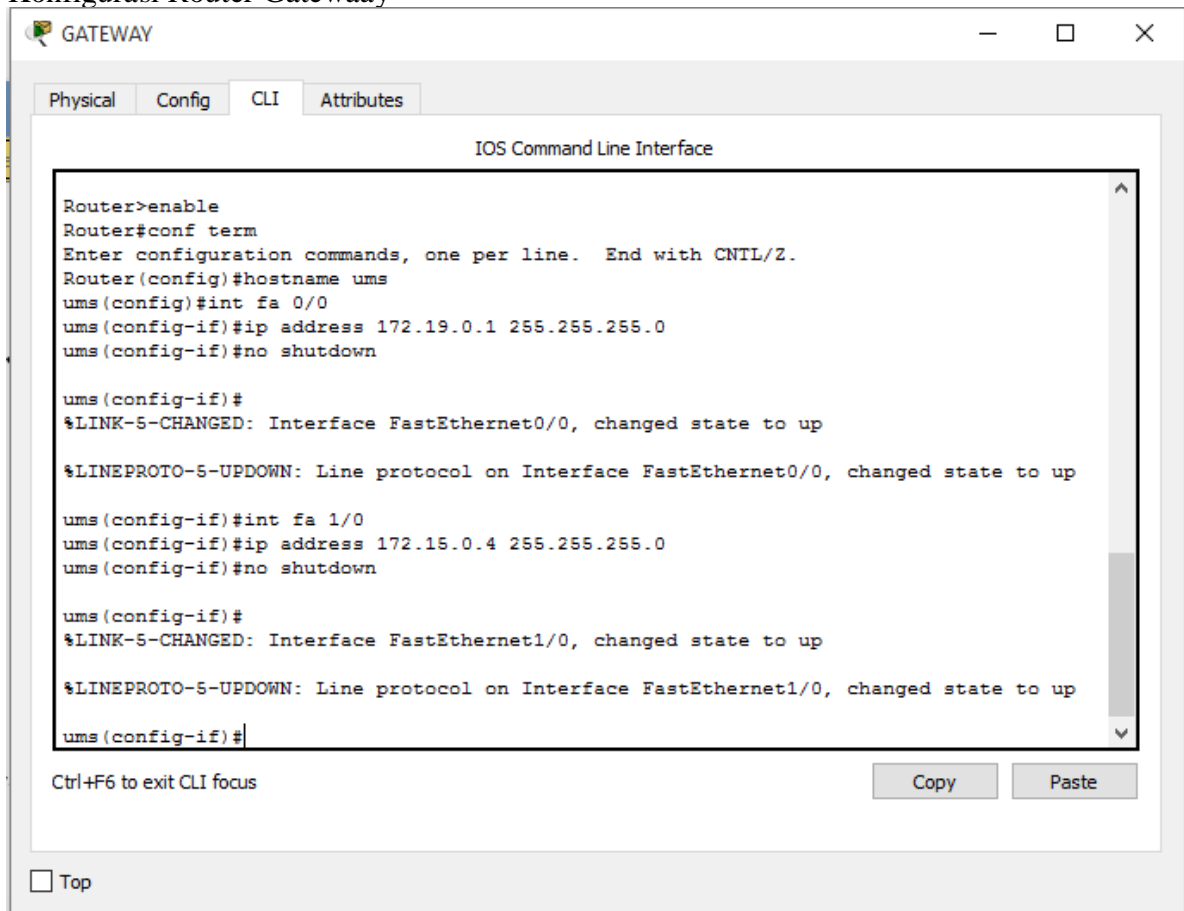 Konfigurasi Router Gatewaay
GATEWAY
Physical Config CLI Attributes
IOS Command Line Interface
Router>enable
Router#conf term
Enter configuration commands, one per line.  End with CNTL/Z.
Router(config)#hostname ums
ums(config)#int fa 0/0
ums(config-if)#ip address 172.19.0.1 255.255.255.0
ums(config-if)#no shutdown
ums(config-if)#
%LINK-5-CHANGED: Interface FastEthernet0/0, changed state to up
%LINEPROTO-5-UPDOWN: Line protocol on Interface FastEthernet0/0, changed state to up
ums(config-if)#int fa 1/0
ums(config-if)#ip address 172.15.0.4 255.255.255.0
ums(config-if)#no shutdown
ums(config-if)#
%LINK-5-CHANGED: Interface FastEthernet1/0, changed state to up
%LINEPROTO-5-UPDOWN: Line protocol on Interface FastEthernet1/0, changed state to up
ums(config-if)#
Ctrl+F6 to exit CLI focus
Copy Paste
Top